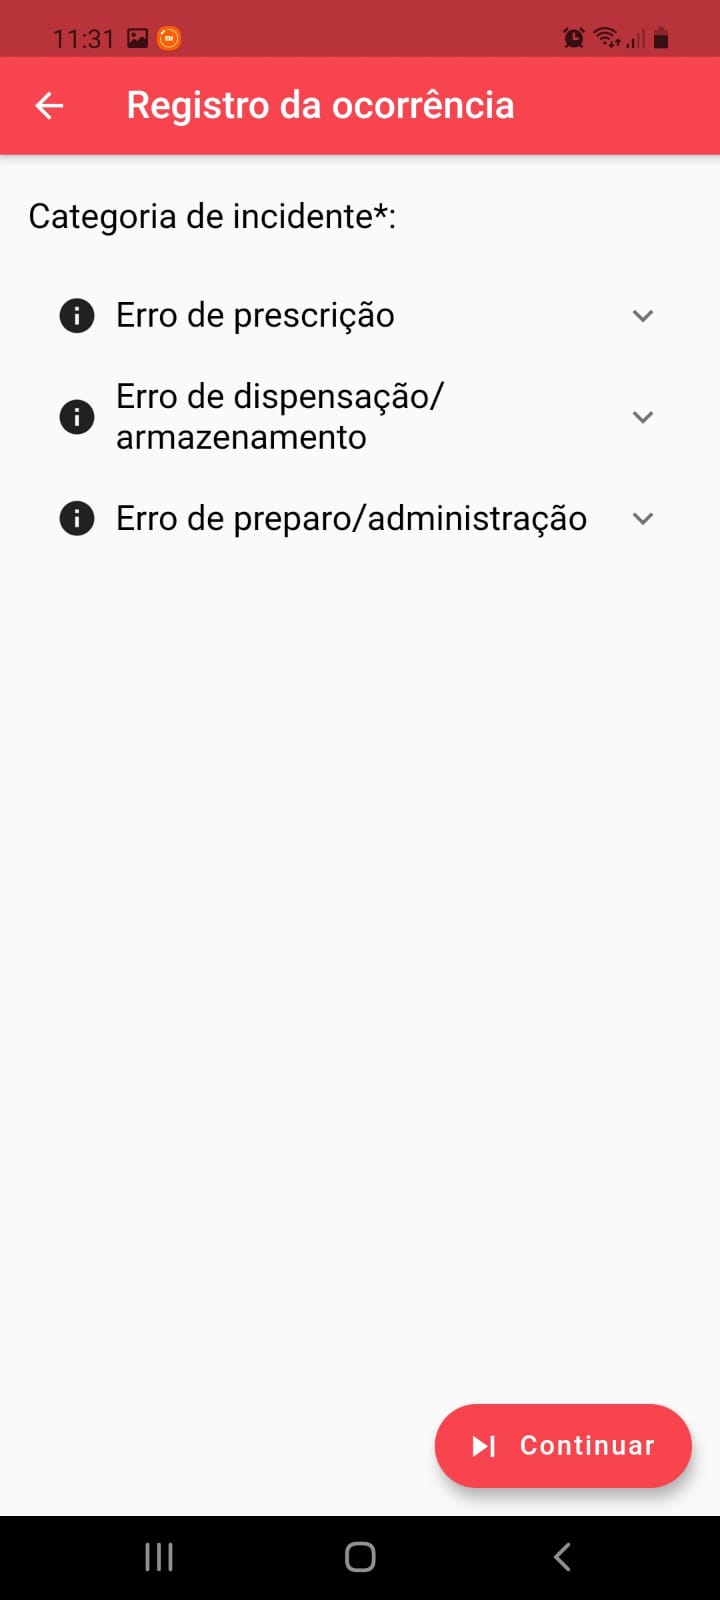 11:31
Registro da ocorrência
Categoria de incidente*:
Erro de prescrição
Erro de dispensação/
armazenamento
Erro de preparo/administração
Continuar